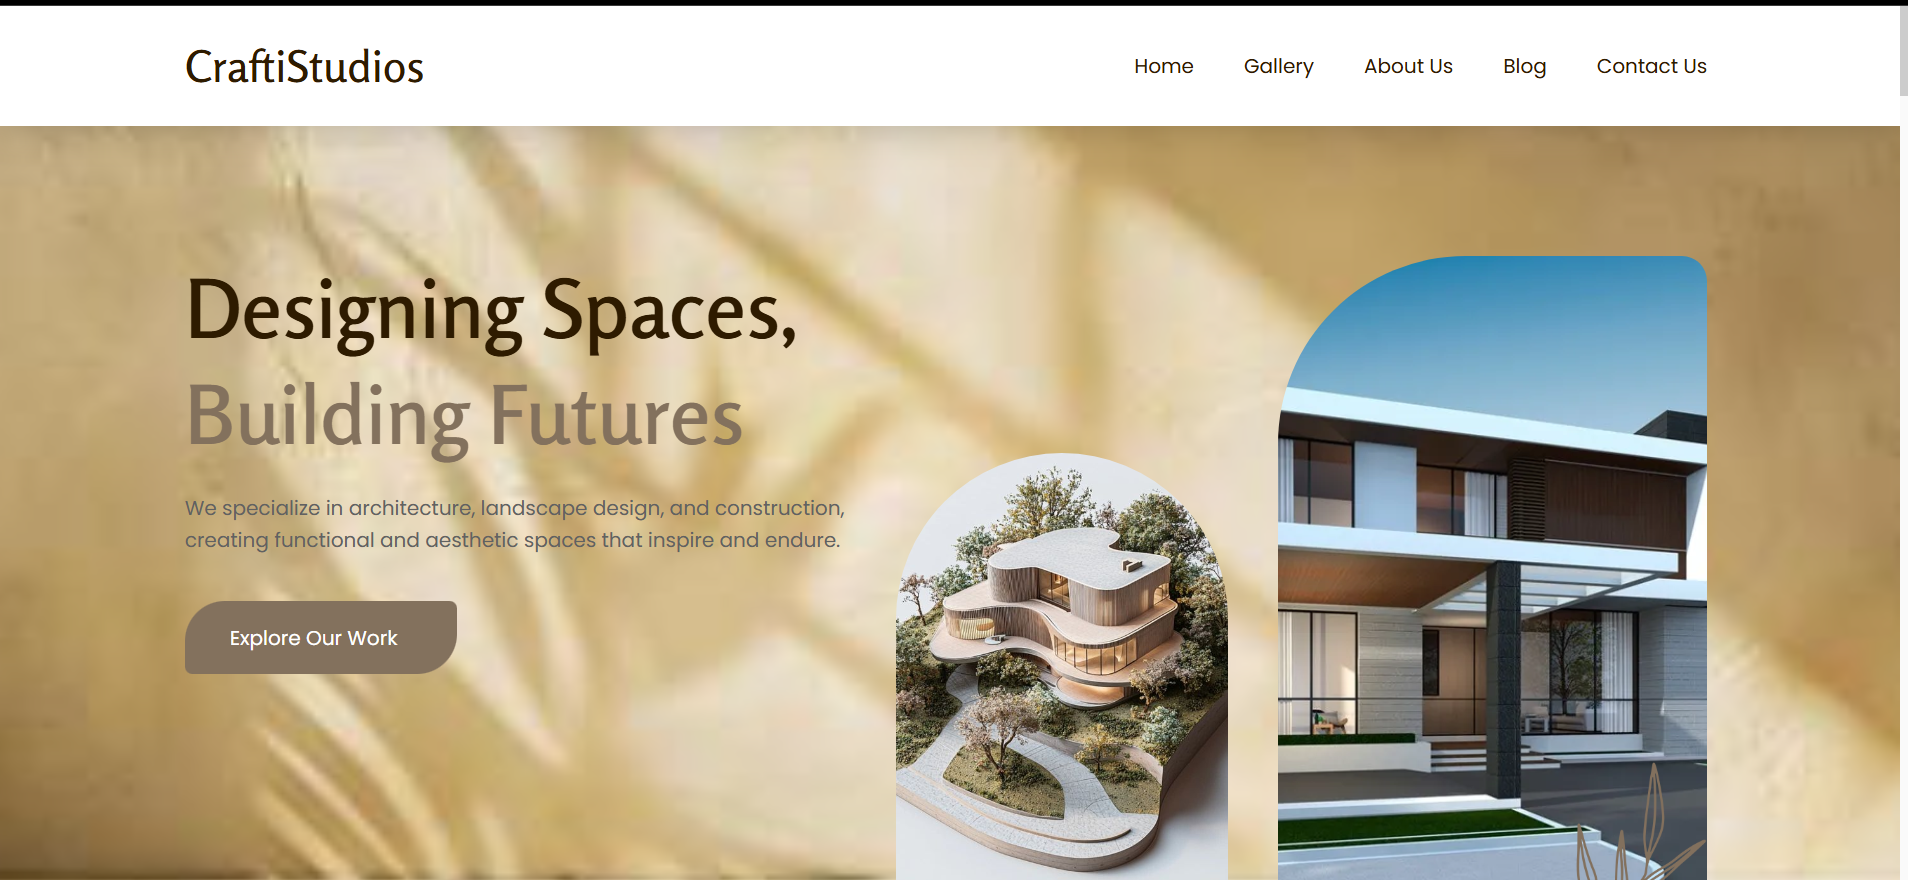 CraftiStudios
Home Gallery About Us Blog Contact Us
Designing Spaces,
Building Futures
We specialize in architecture, landscape design, and construction,
creating functional and aesthetic spaces that inspire and endure.
Explore Our Work